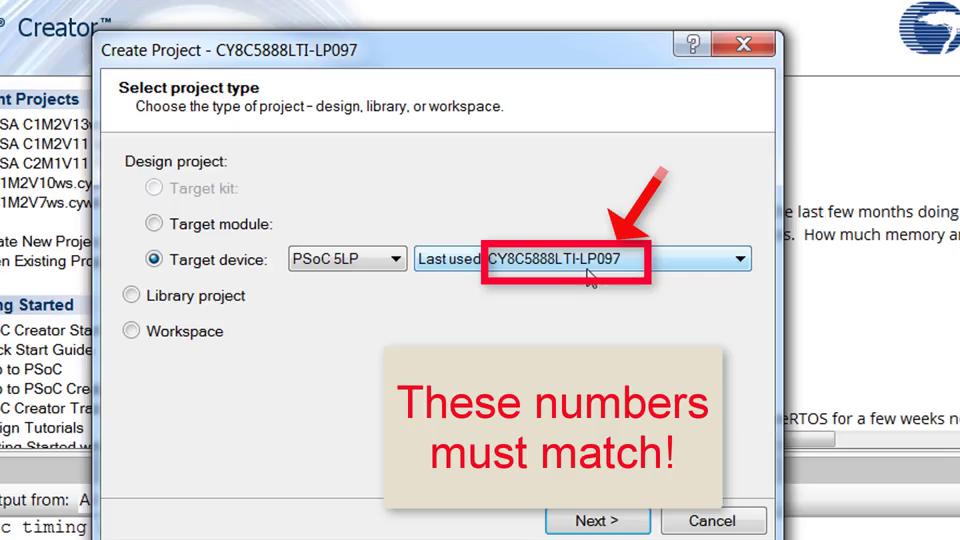 ® Creator™
Create Project - CY8C5888LTI-LP097
?
X
Select project type
Choose the type of project - design, library, or workspace.
nt Projects
SA C1M2V13w
SA C1M2V11
SA C2M1V11
1M2V10ws.cyw
1M2V7ws.cyw
ate New Proje
en Existing Pro
ng Started
C Creator Sta
ck Start Guide
p to PSoC
p to PSoC Cre
C Creator Tra
ign Tutorials
tting Started w
tput from: A
c timing
Design project:
Target kit:
Target module:
Target device:
PSoC 5LP
Last used: CY8C5888LTI-LP097
Library project
Workspace
These numbers
must match!
Next >
Cancel
e last few months doing
s. How much memory ar
eRTOS for a few weeks n